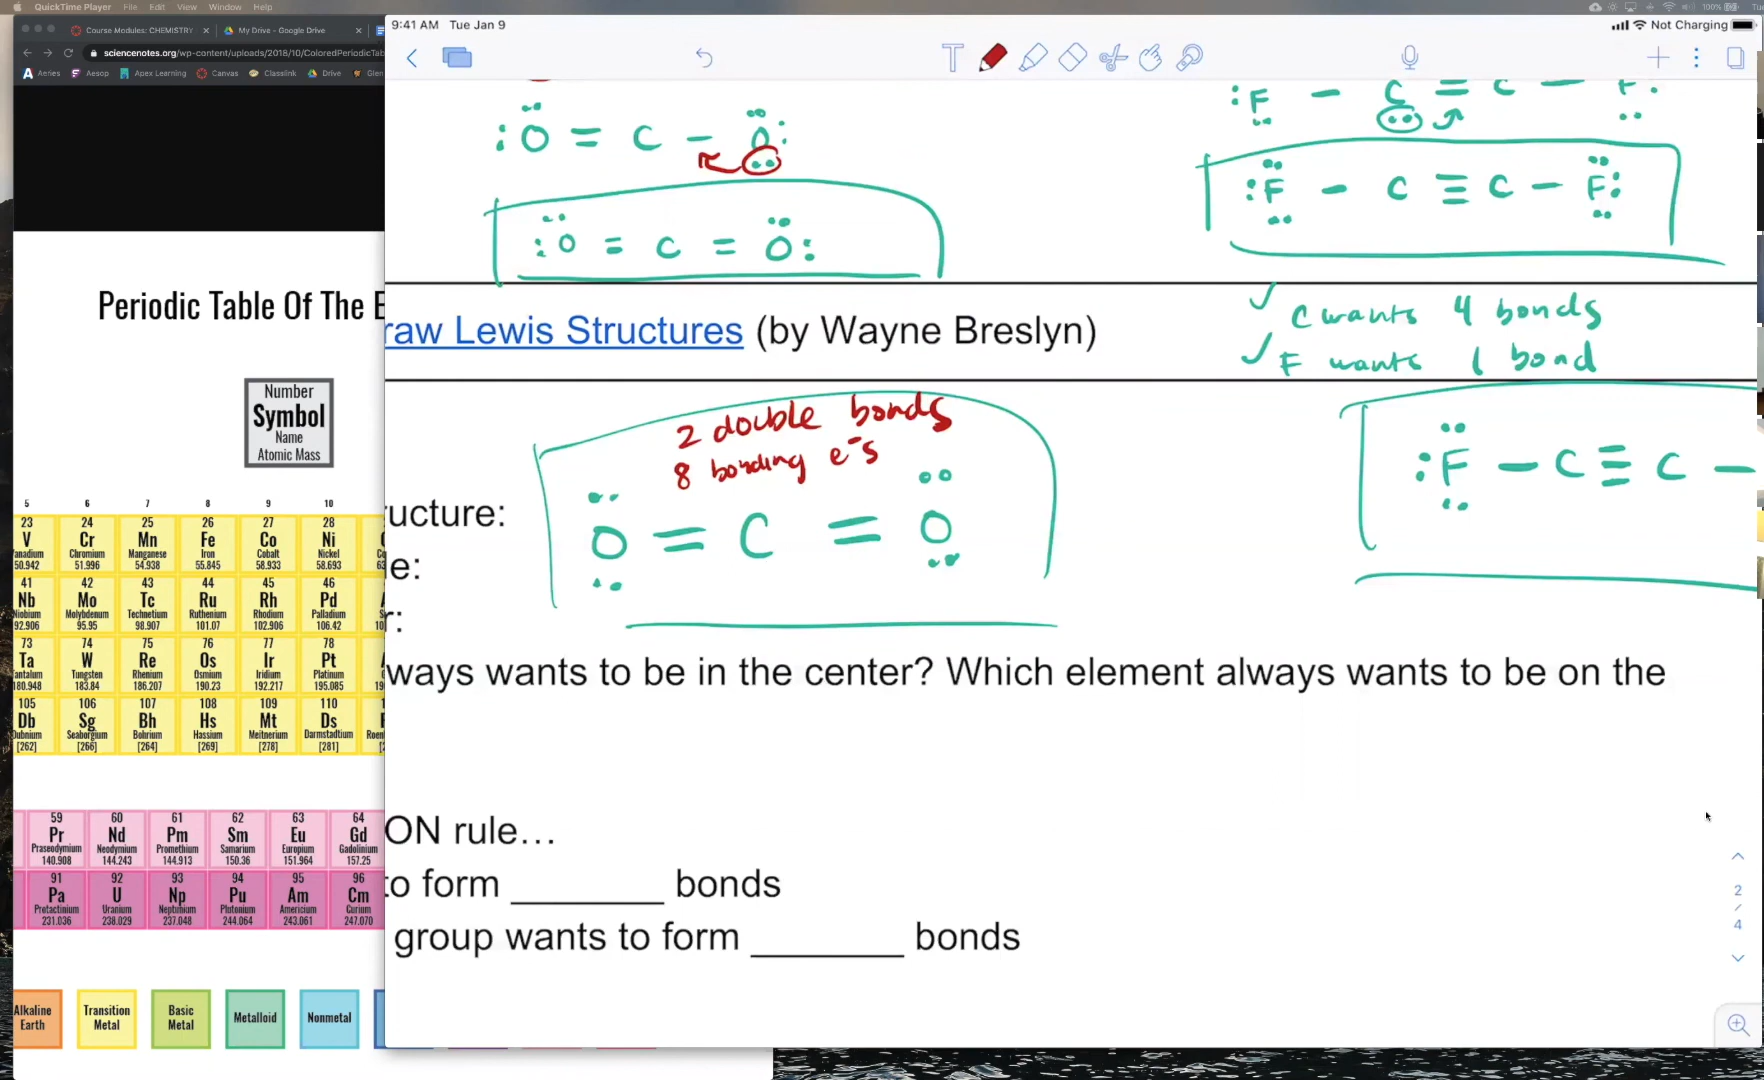 QuickTime Player File Edit View Window Help
100%
Course Modules: CHEMISTRY
My Drive - Google Drive
sciencenotes.org/wp-content/uploads/2018/10/ColoredPeriodicTab
Aeries Aesop Apex Learning Canvas Classlink Drive Glen
9:41 AM Tue Jan 9
Not Charging
:F - C ≡ C - F:
:O = C - O:
:F - C ≡ C - F:
:O = C = O:
raw Lewis Structures (by Wayne Breslyn)
✓ C wants 4 bonds
✓ F wants 1 bond
2 double bonds
8 bonding e⁻s
O = C = O
:F - C ≡ C -
ucture:
e:
r:
ways wants to be in the center? Which element always wants to be on the
ON rule…
to form ________ bonds
group wants to form ________ bonds
2
/
4
Periodic Table Of The E
Number
Symbol
Name
Atomic Mass
5 6 7 8 9 10
23 24 25 26 27 28
V Cr Mn Fe Co Ni
anadium Chromium Manganese Iron Cobalt Nickel
50.942 51.996 54.938 55.845 58.933 58.693
41 42 43 44 45 46
Nb Mo Tc Ru Rh Pd
Niobium Molybdenum Technetium Ruthenium Rhodium Palladium
92.906 95.95 98.907 101.07 102.906 106.42
73 74 75 76 77 78
Ta W Re Os Ir Pt
antalum Tungsten Rhenium Osmium Iridium Platinum
180.948 183.84 186.207 190.23 192.217 195.085
105 106 107 108 109 110
Db Sg Bh Hs Mt Ds
Dubnium Seaborgium Bohrium Hassium Meitnerium Darmstadtium
[262] [266] [264] [269] [278] [281]
59 60 61 62 63 64
Pr Nd Pm Sm Eu Gd
Praseodymium Neodymium Promethium Samarium Europium Gadolinium
140.908 144.243 144.913 150.36 151.964 157.25
91 92 93 94 95 96
Pa U Np Pu Am Cm
Protactinium Uranium Neptunium Plutonium Americium Curium
231.036 238.029 237.048 244.064 243.061 247.070
Alkaline Earth
Transition Metal
Basic Metal
Metalloid
Nonmetal